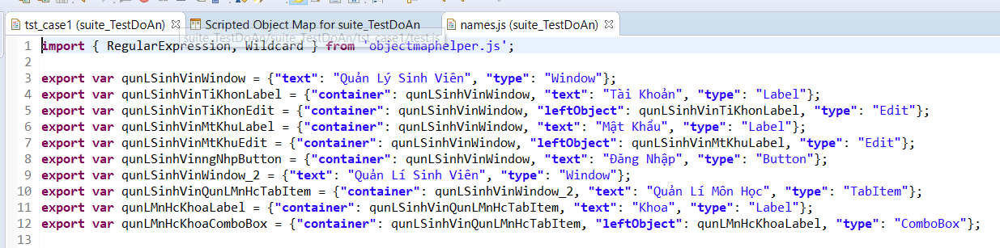 tst_case1 (suite_TestDoAn) Scripted Object Map for suite_TestDoAn names.js (suite_TestDoAn)
suite_TestDoAn/suite_TestDoAn/tst_case1/test.js
1 import { RegularExpression, Wildcard } from 'objectmaphelper.js';
2
3 export var qunLSinhVinWindow = {"text": "Quản Lý Sinh Viên", "type": "Window"};
4 export var qunLSinhVinTiKhonLabel = {"container": qunLSinhVinWindow, "text": "Tài Khoản", "type": "Label"};
5 export var qunLSinhVinTiKhonEdit = {"container": qunLSinhVinWindow, "leftObject": qunLSinhVinTiKhonLabel, "type": "Edit"};
6 export var qunLSinhVinMtKhuLabel = {"container": qunLSinhVinWindow, "text": "Mật Khẩu", "type": "Label"};
7 export var qunLSinhVinMtKhuEdit = {"container": qunLSinhVinWindow, "leftObject": qunLSinhVinMtKhuLabel, "type": "Edit"};
8 export var qunLSinhVinngNhpButton = {"container": qunLSinhVinWindow, "text": "Đăng Nhập", "type": "Button"};
9 export var qunLSinhVinWindow_2 = {"text": "Quản Lí Sinh Viên", "type": "Window"};
10 export var qunLSinhVinQunLMnHcTabItem = {"container": qunLSinhVinWindow_2, "text": "Quản Lí Môn Học", "type": "TabItem"};
11 export var qunLMnHcKhoaLabel = {"container": qunLSinhVinQunLMnHcTabItem, "text": "Khoa", "type": "Label"};
12 export var qunLMnHcKhoaComboBox = {"container": qunLSinhVinQunLMnHcTabItem, "leftObject": qunLMnHcKhoaLabel, "type": "ComboBox"};
13